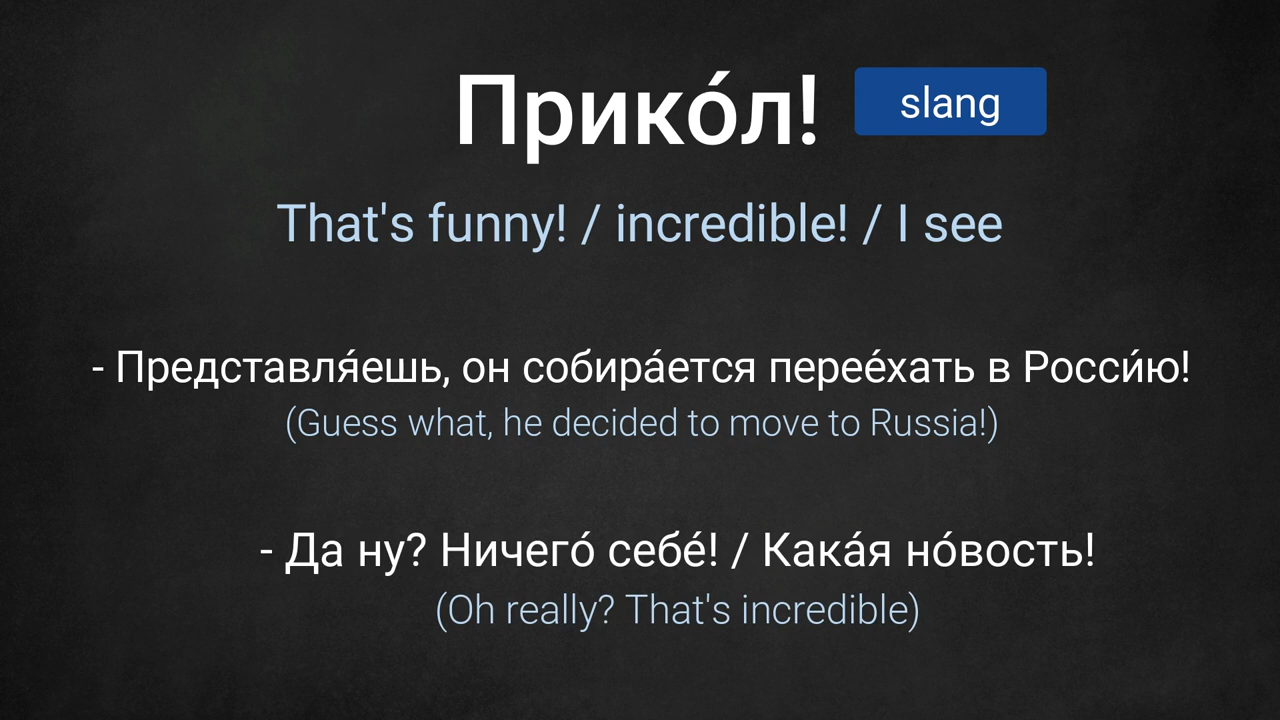 Прико́л!
slang
That's funny! / incredible! / I see
- Представля́ешь, он собира́ется перее́хать в Росси́ю!
(Guess what, he decided to move to Russia!)
- Да ну? Ничего́ себе́! / Кака́я но́вость!
(Oh really? That's incredible)